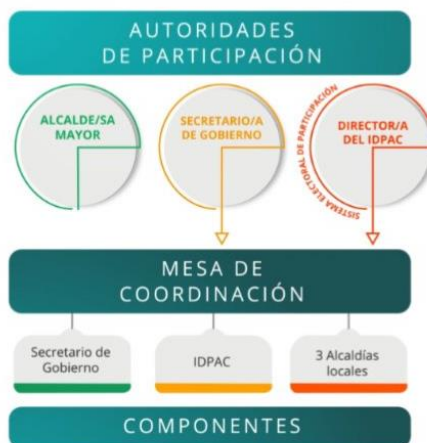 AUTORIDADES
DE PARTICIPACIÓN
ALCALDE/SA
MAYOR
SECRETARIO/A
DE GOBIERNO
SISTEMA ELECTORAL DE PARTICIPACIÓN
DIRECTOR/A
DEL IDPAC
MESA DE
COORDINACIÓN
Secretario de
Gobierno
IDPAC
3 Alcaldías
locales
COMPONENTES